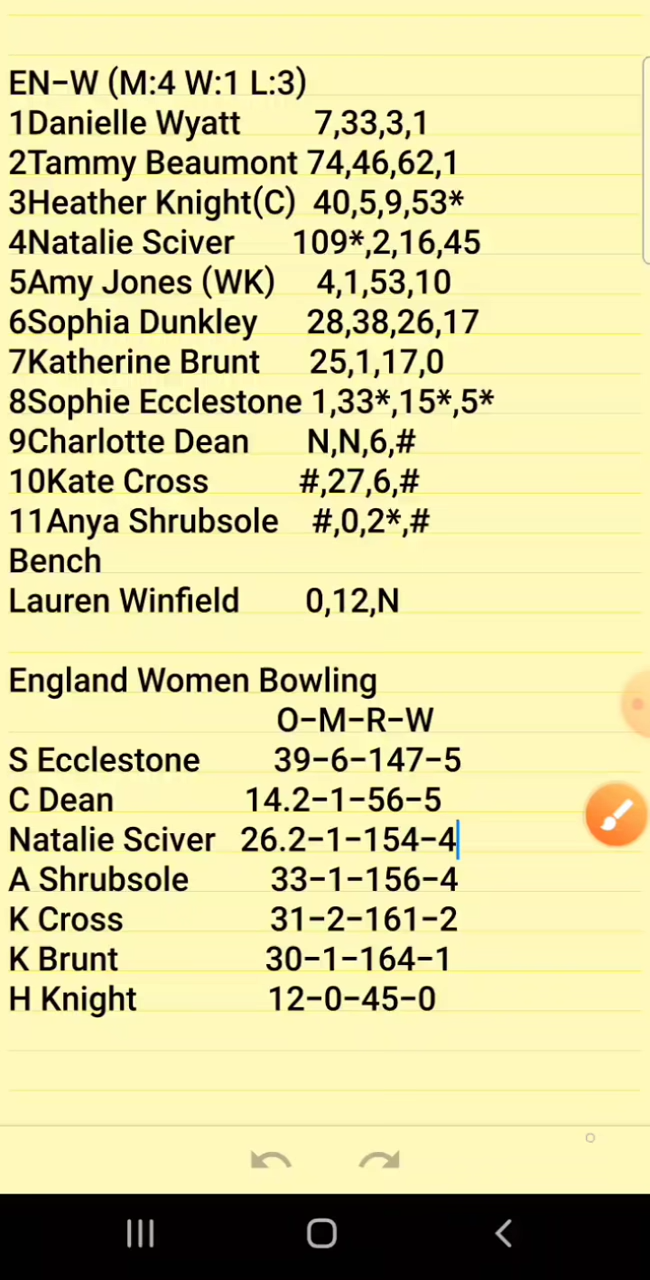 EN-W (M:4 W:1 L:3)
1Danielle Wyatt 7,33,3,1
2Tammy Beaumont 74,46,62,1
3Heather Knight(C) 40,5,9,53*
4Natalie Sciver 109*,2,16,45
5Amy Jones (WK) 4,1,53,10
6Sophia Dunkley 28,38,26,17
7Katherine Brunt 25,1,17,0
8Sophie Ecclestone 1,33*,15*,5*
9Charlotte Dean N,N,6,#
10Kate Cross #,27,6,#
11Anya Shrubsole #,0,2*,#
Bench
Lauren Winfield 0,12,N
England Women Bowling
O-M-R-W
S Ecclestone 39-6-147-5
C Dean 14.2-1-56-5
Natalie Sciver 26.2-1-154-4
A Shrubsole 33-1-156-4
K Cross 31-2-161-2
K Brunt 30-1-164-1
H Knight 12-0-45-0